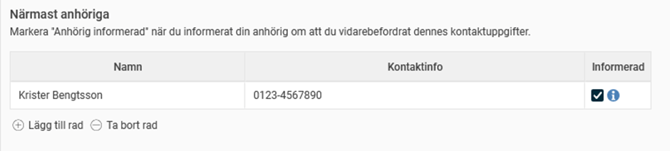 Närmast anhöriga
Markera "Anhörig informerad" när du informerat din anhörig om att du vidarebefordrat dennes kontaktuppgifter.
Namn Kontaktinfo Informerad
Krister Bengtsson 0123-4567890
Lägg till rad Ta bort rad